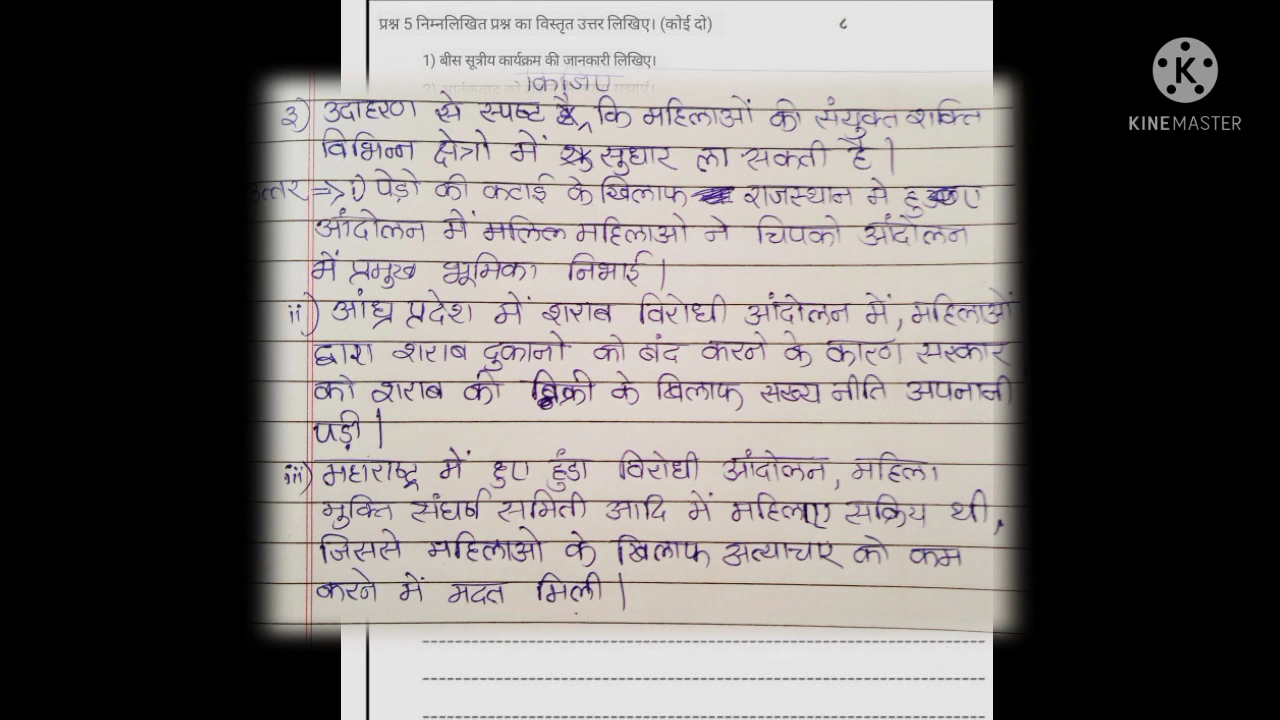 प्रश्न 5 निम्नलिखित प्रश्न का विस्तृत उत्तर लिखिए। (कोई दो) ८
1) बीस सूत्रीय कार्यक्रम की जानकारी लिखिए।
किजिए
३) उदाहरण से स्पष्ट है, कि महिलाओं की संयुक्त शक्ति
विभिन्न क्षेत्रो में सुधार ला सकती है |
उत्तर ⇒ i) पेड़ो की कटाई के खिलाफ राजस्थान मे हुए
आंदोलन में मलिल महिलाओ ने चिपको आंदोलन
में प्रमुख भूमिका निभाई |
ii) आंध्र प्रदेश में शराब विरोधी आंदोलन में, महिलाओं
द्वारा शराब दुकानो को बंद करने के कारण सरकार
को शराब की बिक्री के खिलाफ सख्य नीति अपनानी
पड़ी |
iii) महाराष्ट्र में हुए हुंडा विरोधी आंदोलन, महिला
मुक्ति संघर्ष समिती आदि में महिलाए सक्रिय थी,
जिससे महिलाओ के खिलाफ अत्याचार को कम
करने में मदत मिली |
K
KINEMASTER